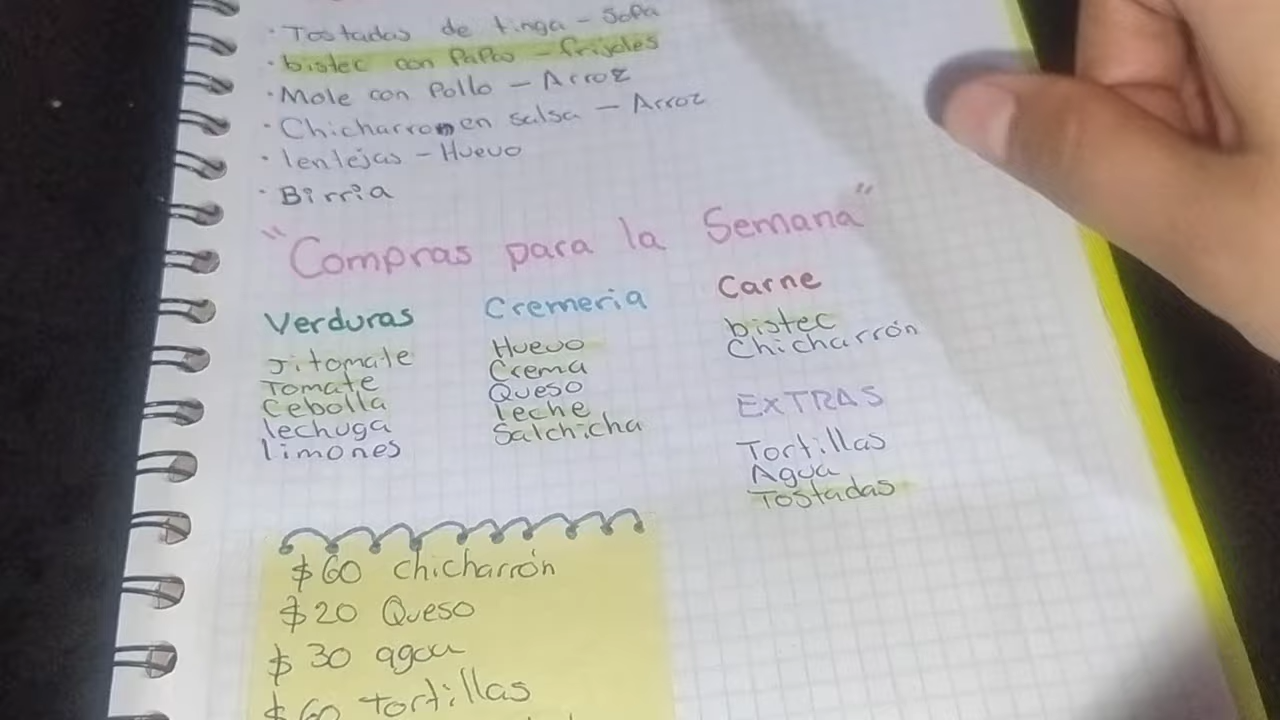 · Tostadas de tinga - Sopa
· bistec con Papas - frijoles
· Mole con Pollo - Arroz
· Chicharron en salsa - Arroz
· lentejas - Huevo
· Birria
"Compras para la Semana"
Verduras
Jitomate
Tomate
Cebolla
lechuga
limones
Cremeria
Huevo
Crema
Queso
leche
Salchicha
Carne
bistec
Chicharrón
EXTRAS
Tortillas
Agua
Tostadas
$60 chicharrón
$20 Queso
$30 agua
$60 Tortillas